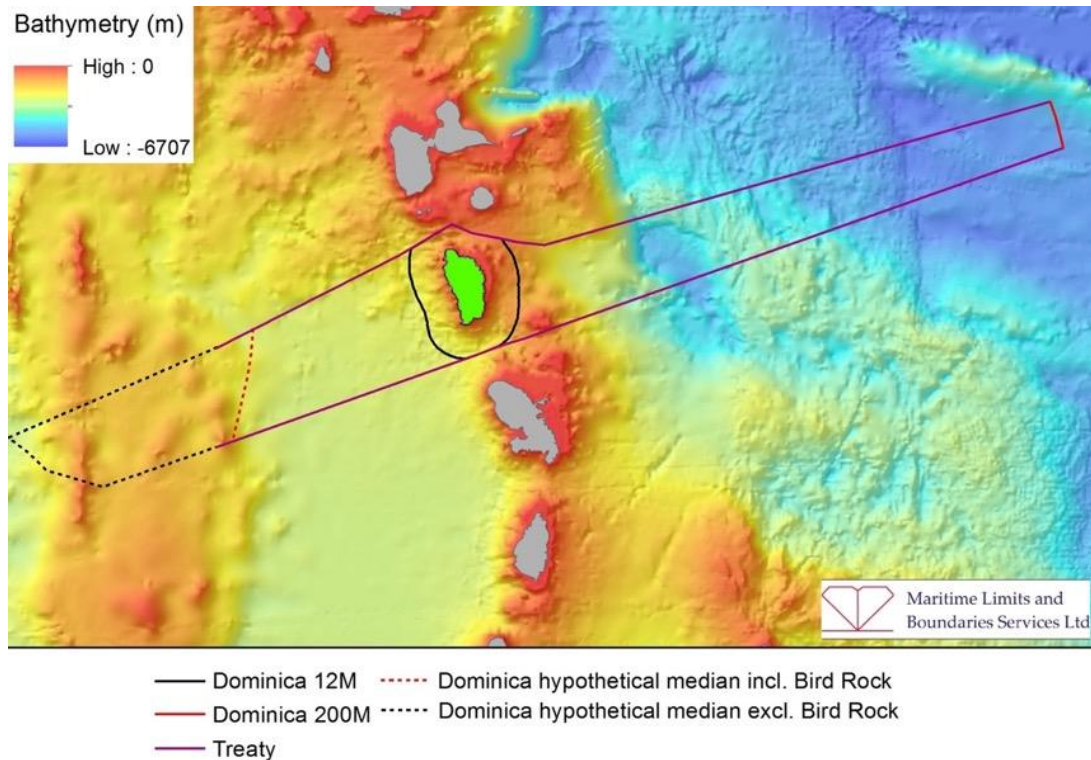 Bathymetry (m)
High : 0
Low : -6707
Maritime Limits and
Boundaries Services Ltd
Dominica 12M
Dominica hypothetical median incl. Bird Rock
Dominica 200M
Dominica hypothetical median excl. Bird Rock
Treaty